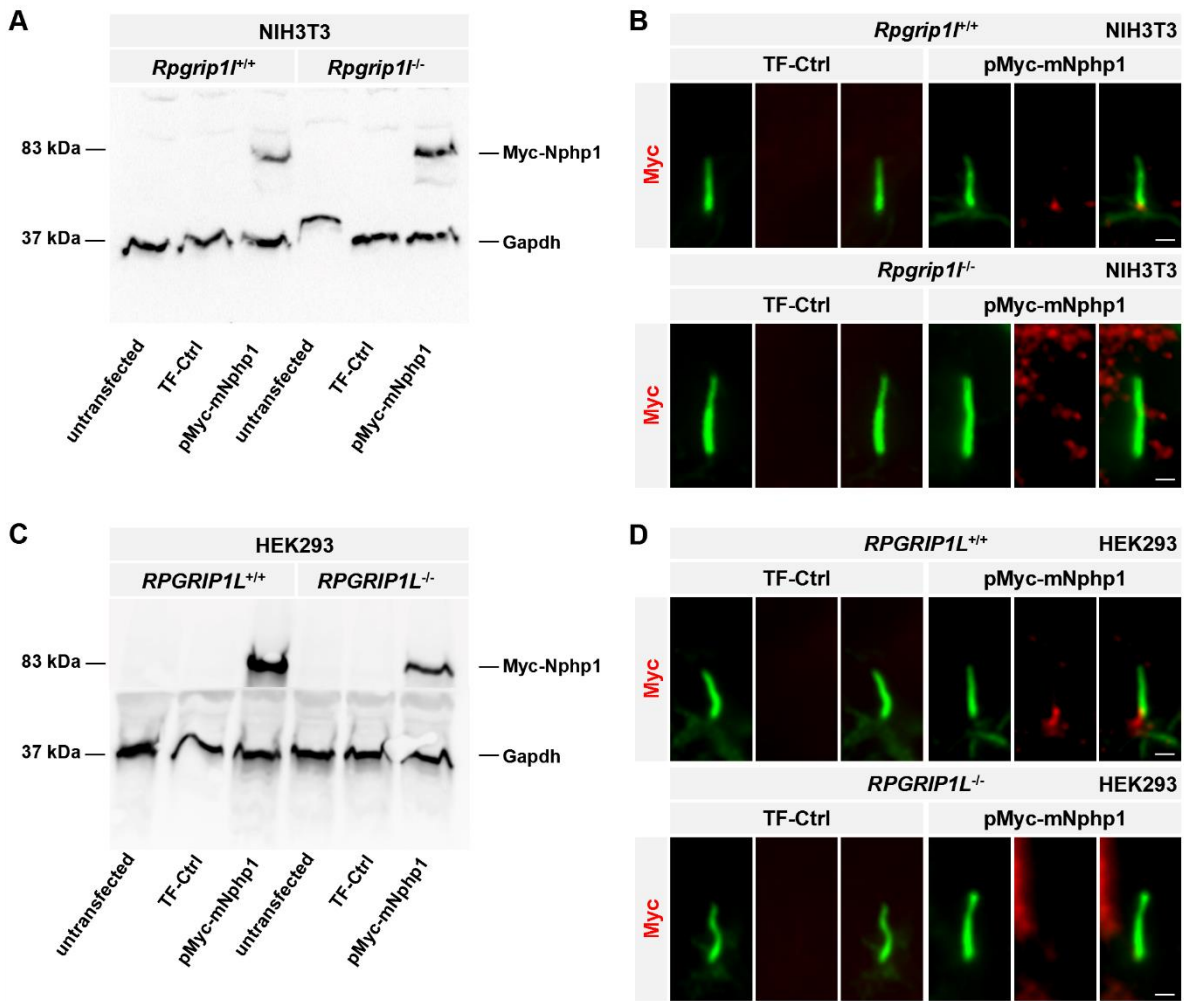 A
NIH3T3
Rpgrip1l+/+ Rpgrip1l-/-
83 kDa
Myc-Nphp1
37 kDa
Gapdh
untransfected
TF-Ctrl
pMyc-mNphp1
untransfected
TF-Ctrl
pMyc-mNphp1
B
Rpgrip1l+/+ NIH3T3
TF-Ctrl pMyc-mNphp1
Myc
Rpgrip1l-/- NIH3T3
TF-Ctrl pMyc-mNphp1
Myc
C
HEK293
RPGRIP1L+/+ RPGRIP1L-/-
83 kDa
Myc-Nphp1
37 kDa
Gapdh
untransfected
TF-Ctrl
pMyc-mNphp1
untransfected
TF-Ctrl
pMyc-mNphp1
D
RPGRIP1L+/+ HEK293
TF-Ctrl pMyc-mNphp1
Myc
RPGRIP1L-/- HEK293
TF-Ctrl pMyc-mNphp1
Myc